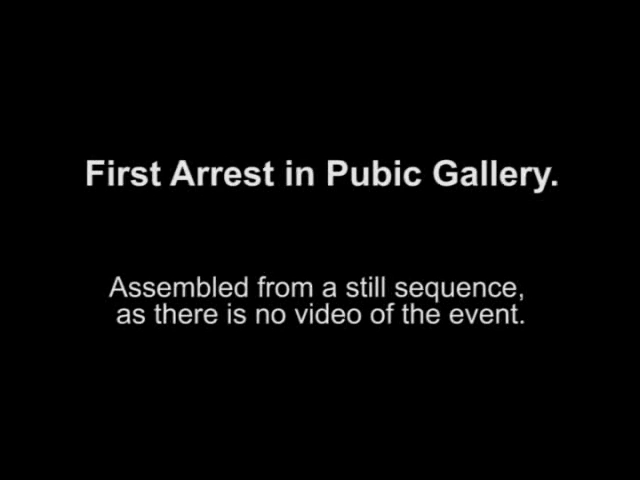 First Arrest in Pubic Gallery.
Assembled from a still sequence,
as there is no video of the event.